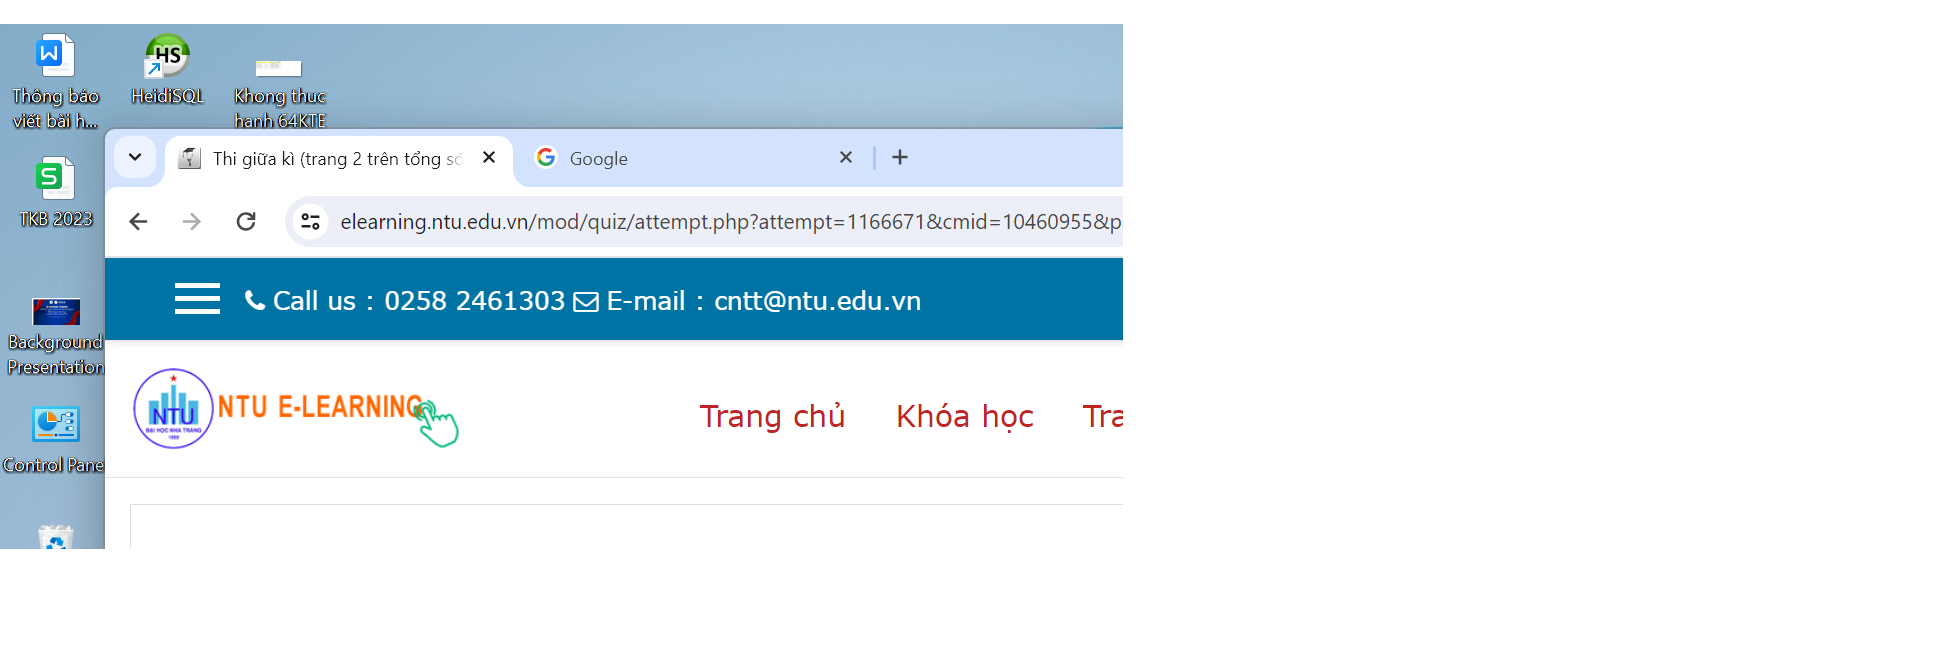 Thông báo
viết bài h...
HeidiSQL
Khong thuc
hanh 64KTE
TKB 2023
Background
Presentation
Control Pane
Thi giữa kì (trang 2 trên tổng số
Google
elearning.ntu.edu.vn/mod/quiz/attempt.php?attempt=1166671&cmid=10460955&p
Call us : 0258 2461303 E-mail : cntt@ntu.edu.vn
NTU
ĐẠI HỌC NHA TRANG
1959
NTU E-LEARNING
Trang chủ Khóa học Tra